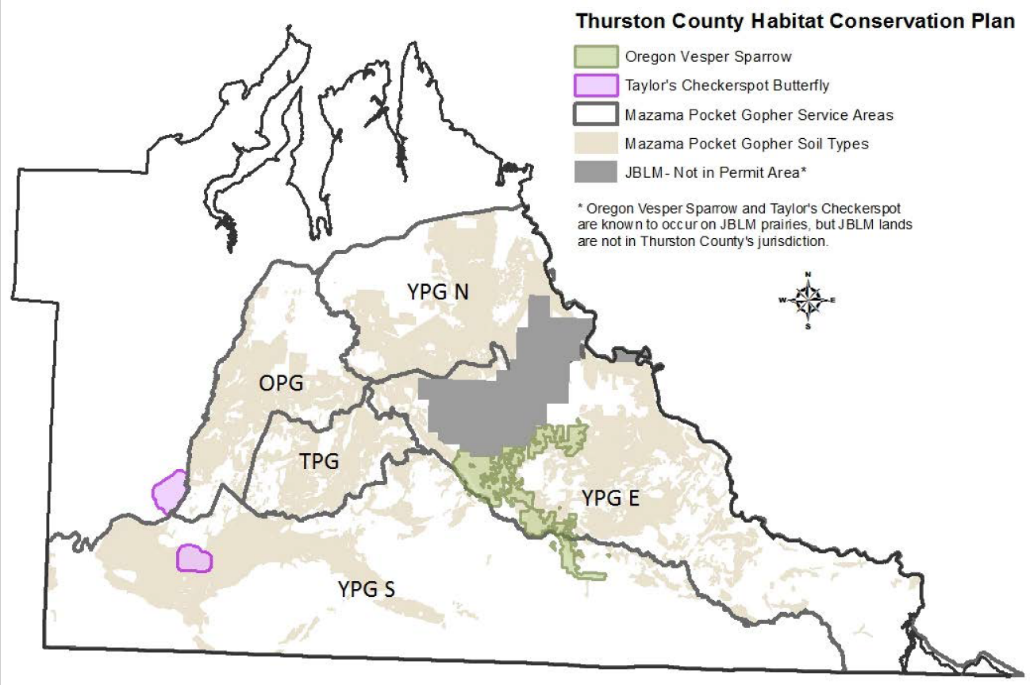 Thurston County Habitat Conservation Plan
Oregon Vesper Sparrow
Taylor's Checkerspot Butterfly
Mazama Pocket Gopher Service Areas
Mazama Pocket Gopher Soil Types
JBLM- Not in Permit Area*
* Oregon Vesper Sparrow and Taylor's Checkerspot
are known to occur on JBLM prairies, but JBLM lands
are not in Thurston County's jurisdiction.
N
W E
S
YPG N
OPG
TPG
YPG E
YPG S